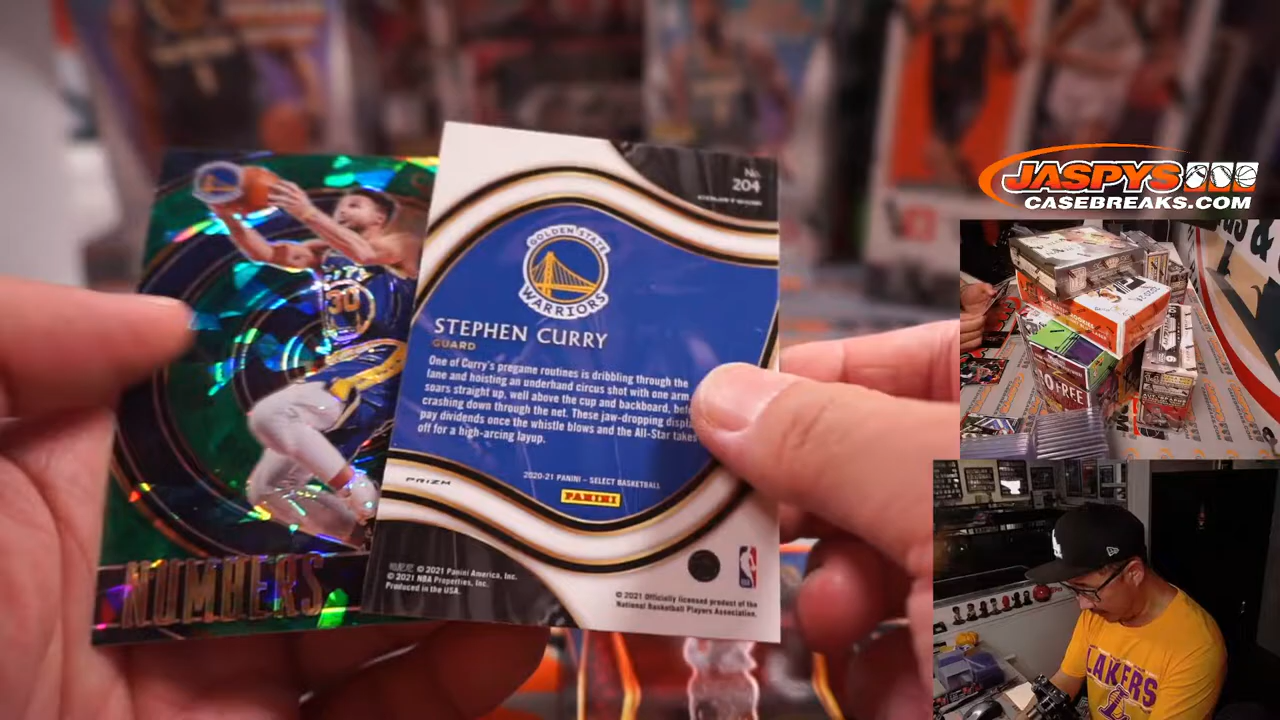 JASPYS
CASEBREAKS.COM
No.
204
GOLDEN STATE
WARRIORS
STEPHEN CURRY
GUARD
One of Curry's pregame routines is dribbling through the
lane and hoisting an underhand circus shot with one arm
soars straight up, well above the cup and backboard,
crashing down through the net. These jaw-dropping
pay dividends once the whistle blows and the All-Star takes
off for a high-arcing layup.
2020-21 PANINI – SELECT BASKETBALL
PANINI
PRIZM
© 2021 Panini America, Inc.
© 2021 NBA Properties, Inc.
Produced in the USA.
© 2021 Officially licensed product of the
National Basketball Players Association.
30
NUMBERS
LAKERS